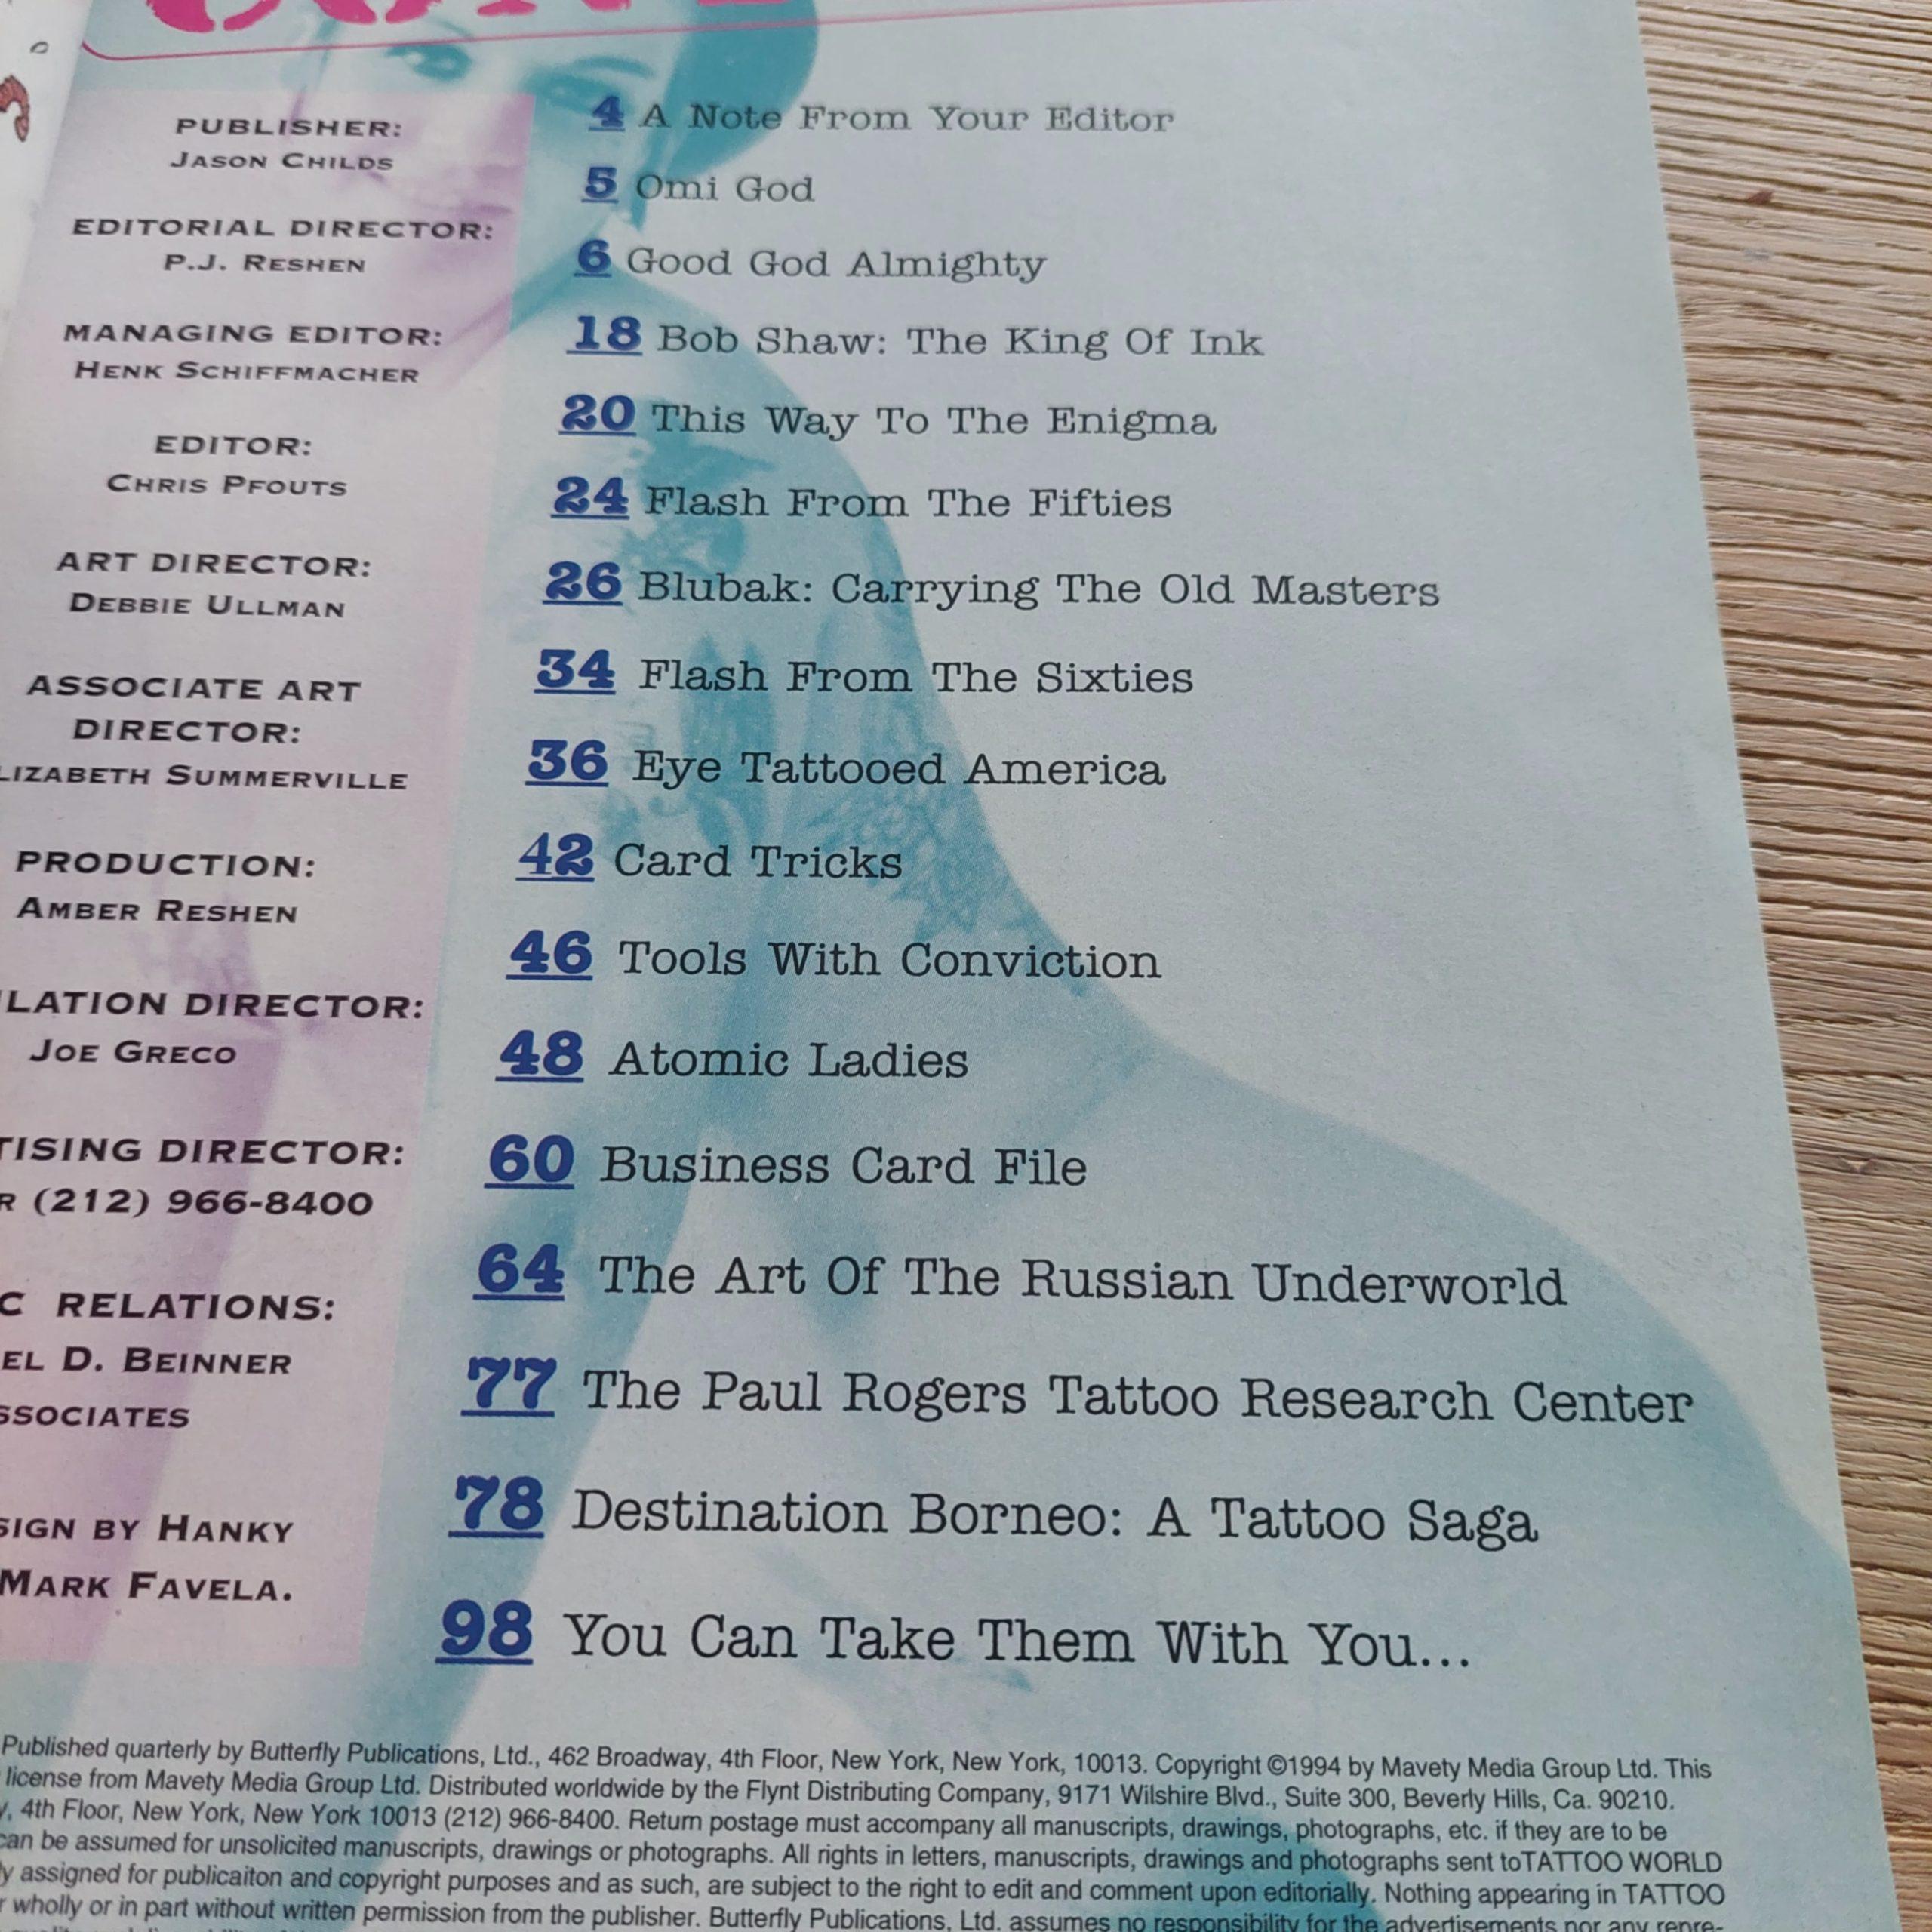 PUBLISHER:
JASON CHILDS
EDITORIAL DIRECTOR:
P.J. RESHEN
MANAGING EDITOR:
HENK SCHIFFMACHER
EDITOR:
CHRIS PFOUTS
ART DIRECTOR:
DEBBIE ULLMAN
ASSOCIATE ART
DIRECTOR:
SUMMERVILLE
PRODUCTION:
AMBER RESHEN
DIRECTOR:
JOE GRECO
DIRECTOR:
(212) 966-8400
RELATIONS:
D. BEINNER
BY HANKY
MARK FAVELA.
4 A Note From Your Editor
5 Omi God
6 Good God Almighty
18 Bob Shaw: The King Of Ink
20 This Way To The Enigma
24 Flash From The Fifties
26 Blubak: Carrying The Old Masters
34 Flash From The Sixties
36 Eye Tattooed America
42 Card Tricks
46 Tools With Conviction
48 Atomic Ladies
60 Business Card File
64 The Art Of The Russian Underworld
77 The Paul Rogers Tattoo Research Center
78 Destination Borneo: A Tattoo Saga
98 You Can Take Them With You...
Published quarterly by Butterfly Publications, Ltd., 462 Broadway, 4th Floor, New York, New York, 10013. Copyright ©1994 by Mavety Media Group Ltd. This
license from Mavety Media Group Ltd. Distributed worldwide by the Flynt Distributing Company, 9171 Wilshire Blvd., Suite 300, Beverly Hills, Ca. 90210.
4th Floor, New York, New York 10013 (212) 966-8400. Return postage must accompany all manuscripts, drawings, photographs, etc. if they are to be
can be assumed for unsolicited manuscripts, drawings or photographs. All rights in letters, manuscripts, drawings and photographs sent toTATTOO WORLD
assigned for publicaiton and copyright purposes and as such, are subject to the right to edit and comment upon editorially. Nothing appearing in TATTOO
wholly or in part without written permission from the publisher. Butterfly Publications, Ltd. assumes no responsibility for the advertisements nor any repre-